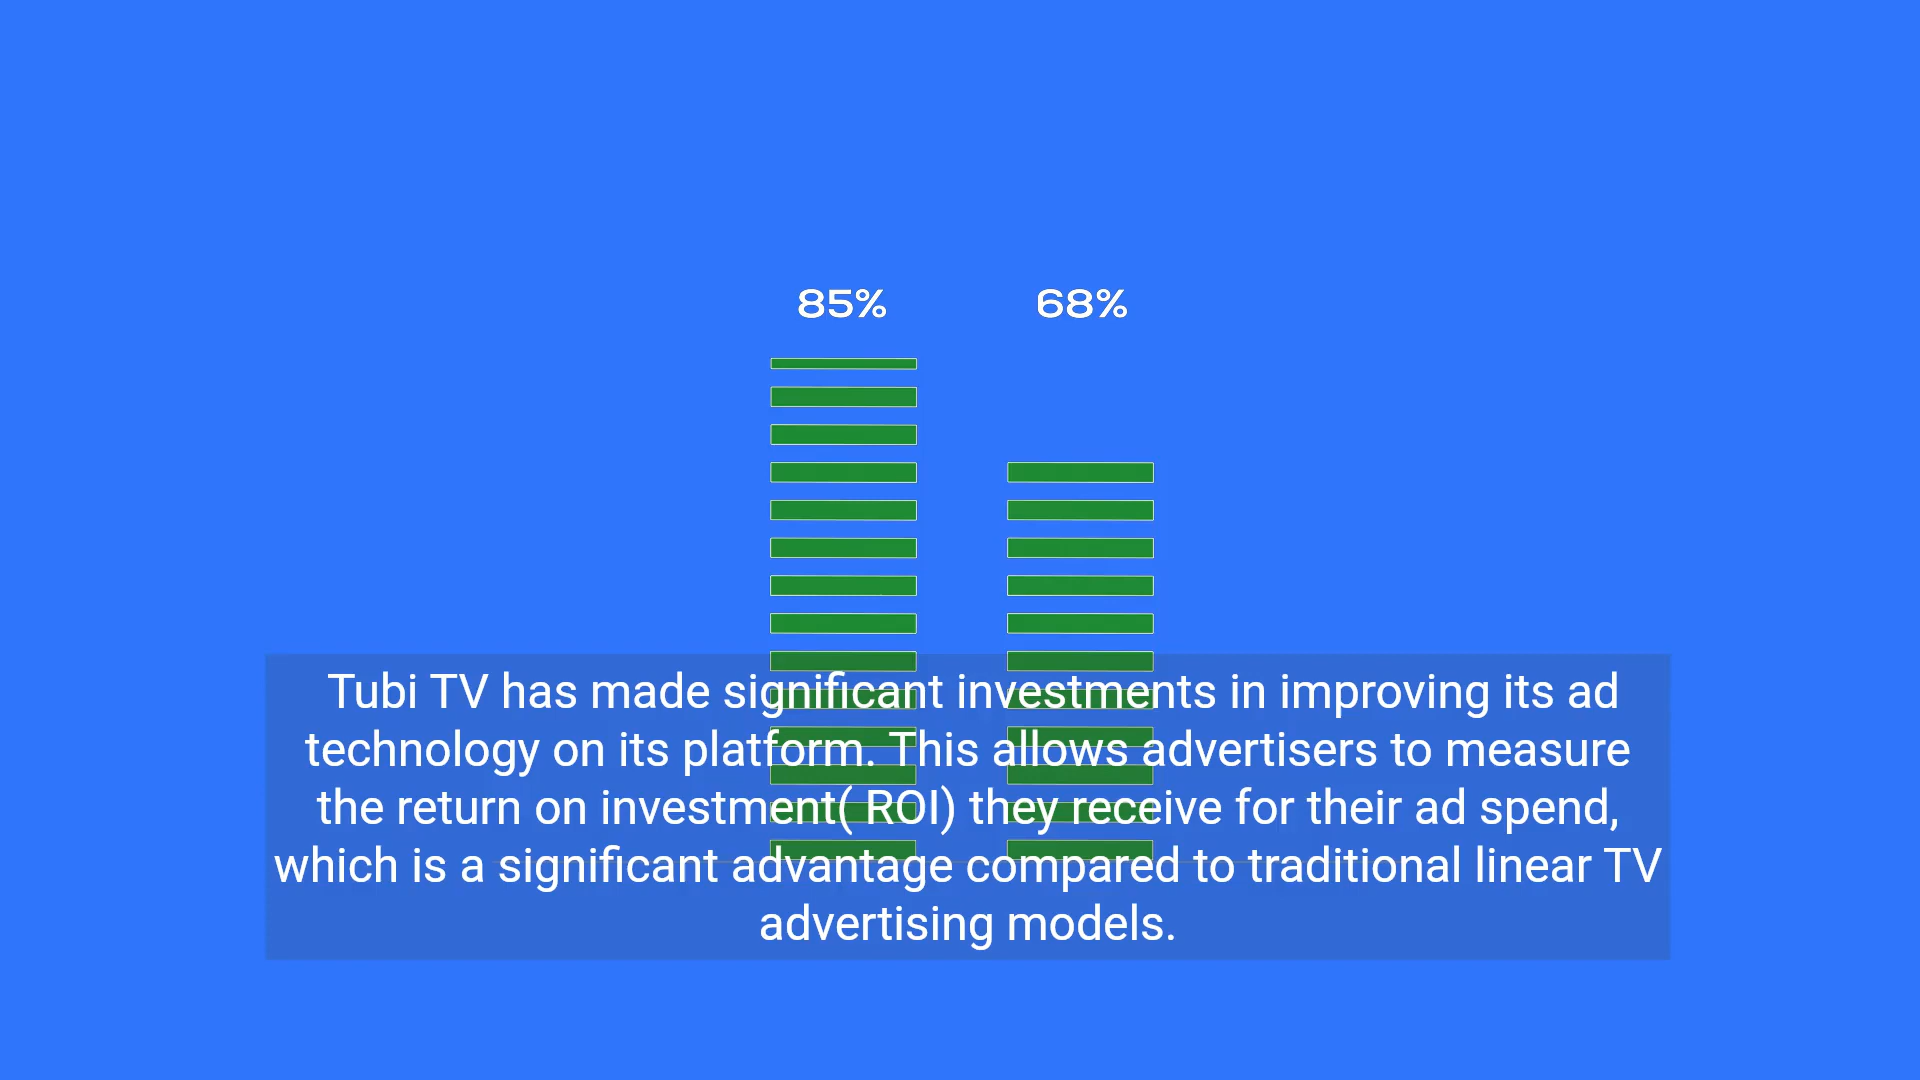 85% 68%
Tubi TV has made significant investments in improving its ad
technology on its platform. This allows advertisers to measure
the return on investment( ROI) they receive for their ad spend,
which is a significant advantage compared to traditional linear TV
advertising models.